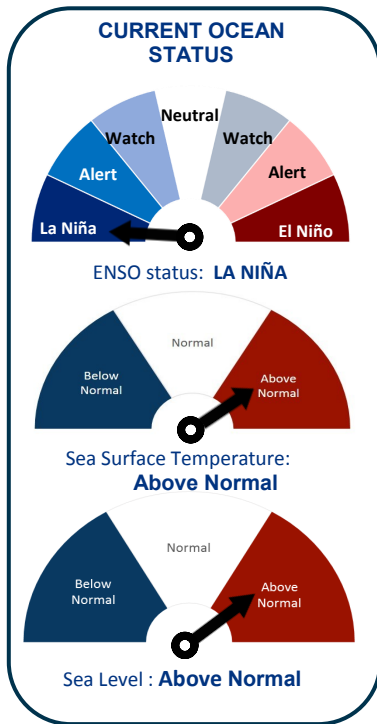 CURRENT OCEAN
STATUS
Neutral
Watch
Watch
Alert
Alert
La Niña
El Niño
ENSO status: LA NIÑA
Normal
Below
Normal
Above
Normal
Sea Surface Temperature:
Above Normal
Normal
Below
Normal
Above
Normal
Sea Level : Above Normal